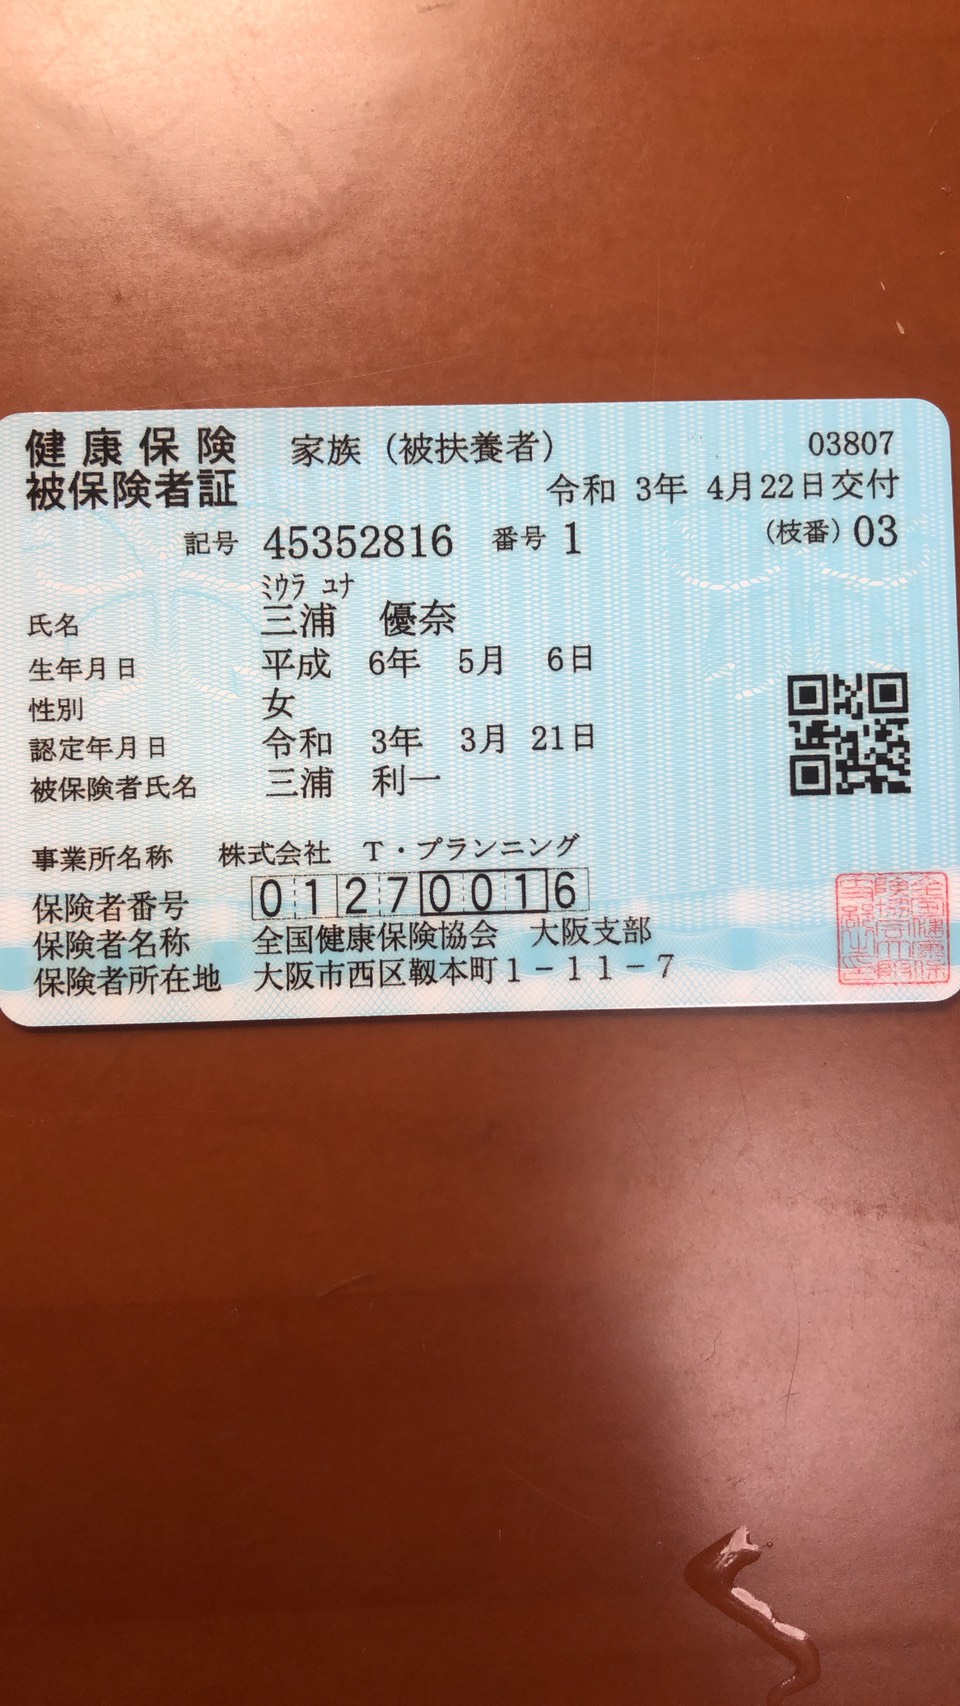 健康保険 家族（被扶養者） 03807
被保険者証 令和 3年 4月22日交付
記号 45352816 番号 1 （枝番）03
ﾐｳﾗ ﾕﾅ
氏名 三浦 優奈
生年月日 平成 6年 5月 6日
性別 女
認定年月日 令和 3年 3月 21日
被保険者氏名 三浦 利一
事業所名称 株式会社 T・プランニング
保険者番号 01270016
保険者名称 全国健康保険協会 大阪支部
保険者所在地 大阪市西区靱本町1－11－7